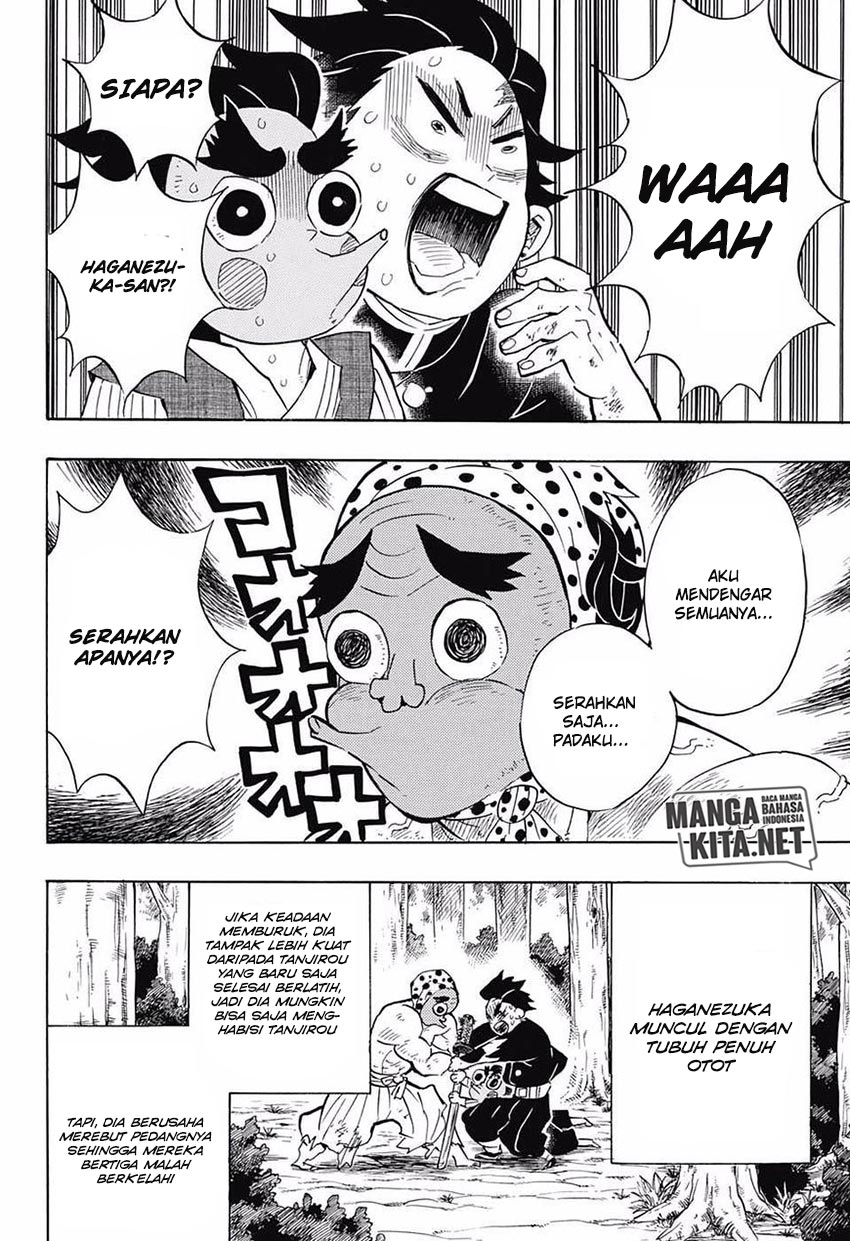 WAAA
AAH
SIAPA?
HAGANEZU-
KA-SAN?!
AKU
MENDENGAR
SEMUANYA...
SERAHKAN
SAJA...
PADAKU...
ゴオオオオオ
SERAHKAN
APANYA!?
MANGA
KITA.NET
BACA MANGA
BAHASA
INDONESIA
HAGANEZUKA
MUNCUL DENGAN
TUBUH PENUH
OTOT
JIKA KEADAAN
MEMBURUK, DIA
TAMPAK LEBIH KUAT
DARIPADA TANJIROU
YANG BARU SAJA
SELESAI BERLATIH,
JADI DIA MUNGKIN
BISA SAJA MENG-
HABISI TANJIROU
TAPI, DIA BERUSAHA
MEREBUT PEDANGNYA
SEHINGGA MEREKA
BERTIGA MALAH
BERKELAHI